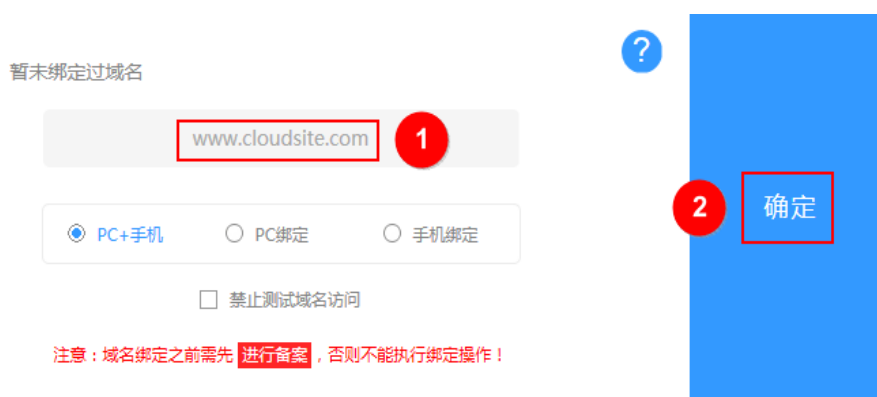 ?
暂未绑定过域名
www.cloudsite.com 1
2 确定
PC+手机 PC绑定 手机绑定
禁止测试域名访问
注意：域名绑定之前需先 进行备案 ，否则不能执行绑定操作！